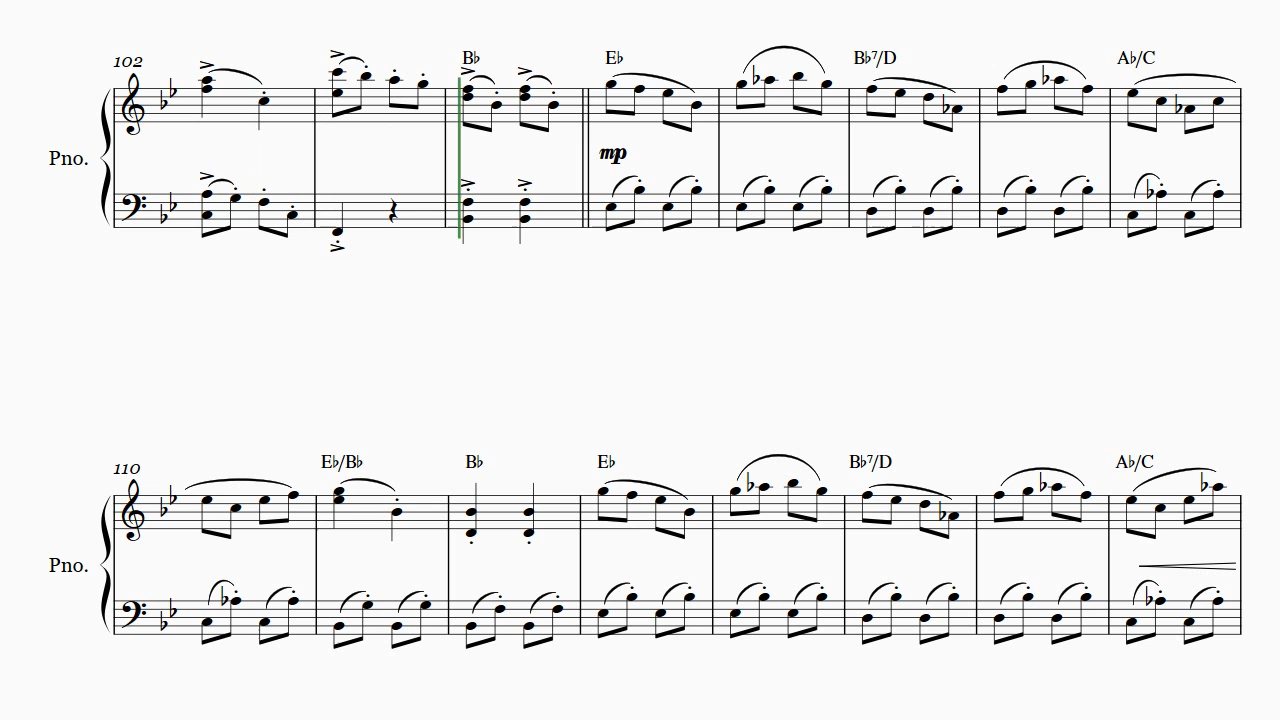 102 B♭ E♭ B♭7/D A♭/C
Pno.
mp
110 E♭/B♭ B♭ E♭ B♭7/D A♭/C
Pno.